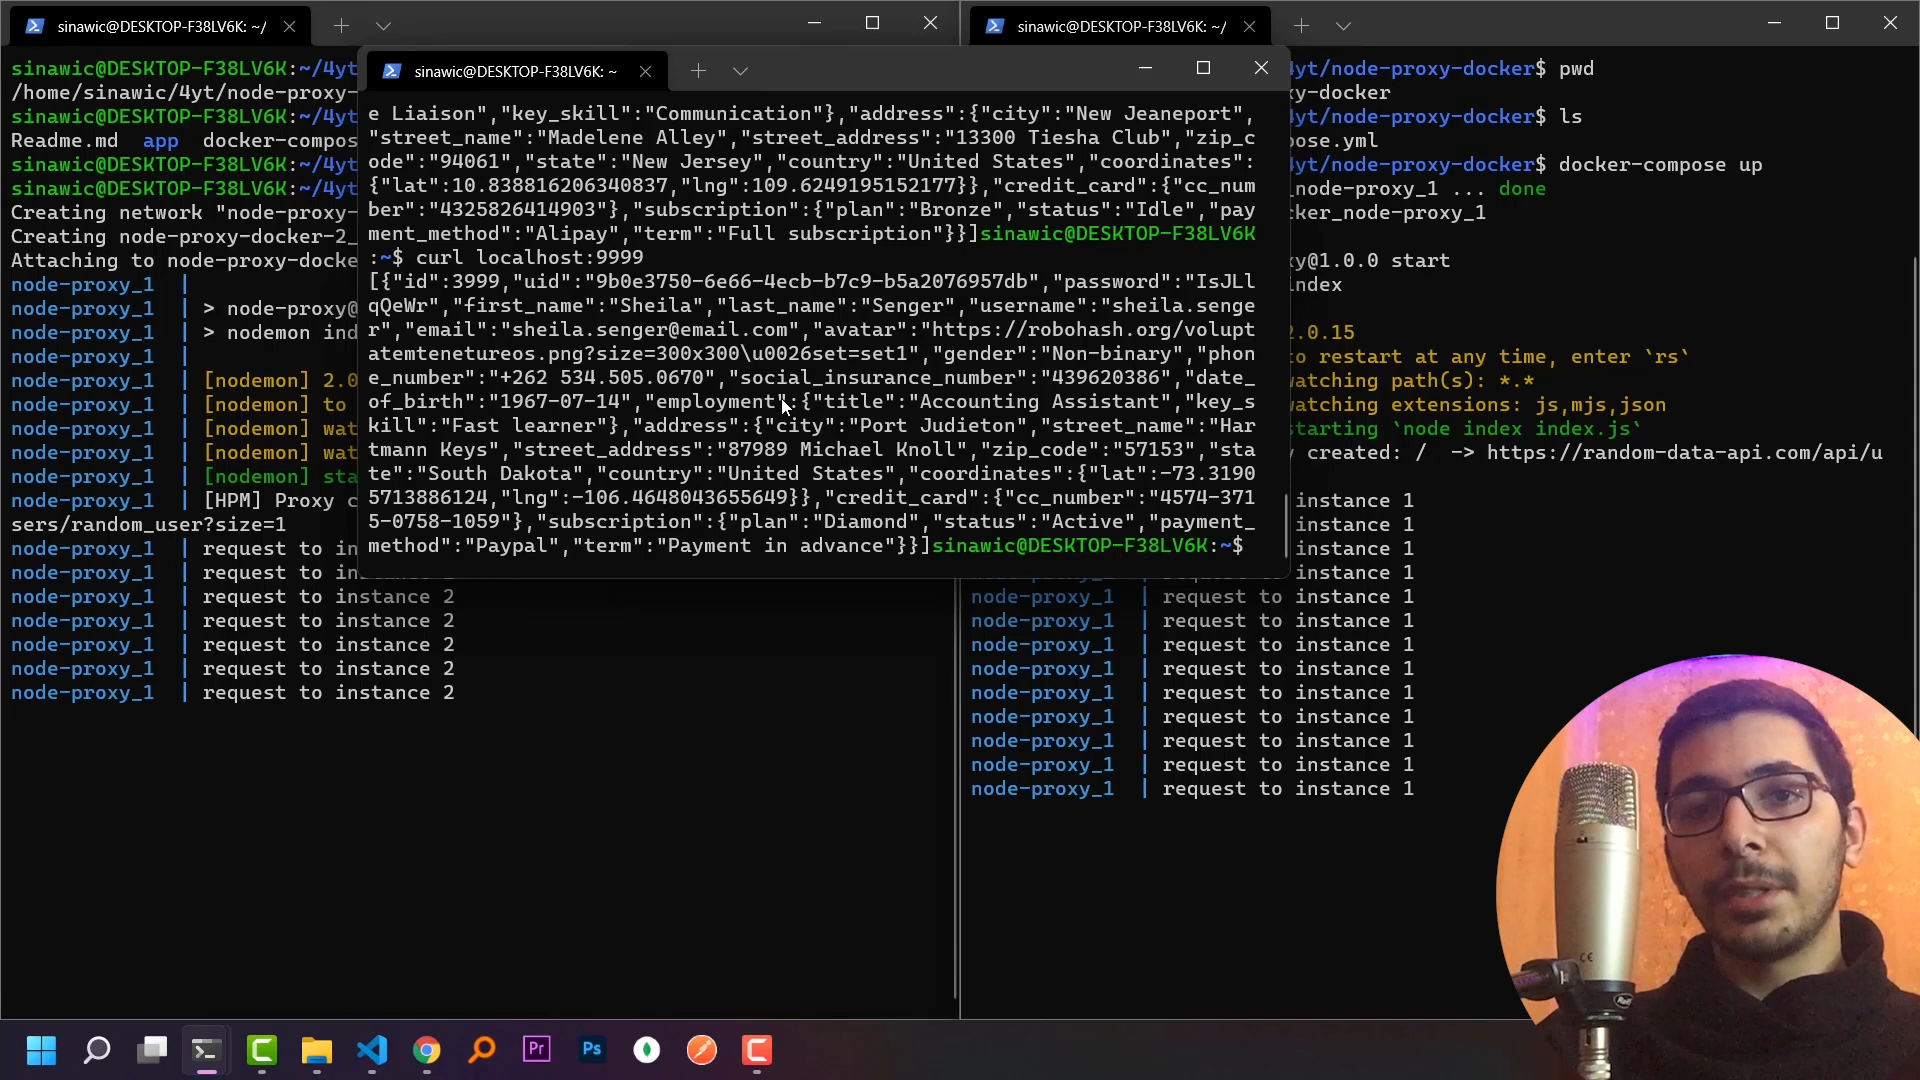 sinawic@DESKTOP-F38LV6K: ~/
sinawic@DESKTOP-F38LV6K:~/4yt
/home/sinawic/4yt/node-proxy-
sinawic@DESKTOP-F38LV6K:~/4yt
Readme.md app docker-compos
sinawic@DESKTOP-F38LV6K:~/4yt
sinawic@DESKTOP-F38LV6K:~/4yt
Creating network "node-proxy-
Creating node-proxy-docker-2_
Attaching to node-proxy-docke
node-proxy_1 |
node-proxy_1 | > node-proxy@
node-proxy_1 | > nodemon ind
node-proxy_1 |
node-proxy_1 | [nodemon] 2.0
node-proxy_1 | [nodemon] to
node-proxy_1 | [nodemon] wat
node-proxy_1 | [nodemon] wat
node-proxy_1 | [nodemon] sta
node-proxy_1 | [HPM] Proxy c
sers/random_user?size=1
node-proxy_1 | request to in
node-proxy_1 | request to instance 2
node-proxy_1 | request to instance 2
node-proxy_1 | request to instance 2
node-proxy_1 | request to instance 2
node-proxy_1 | request to instance 2
node-proxy_1 | request to instance 2
sinawic@DESKTOP-F38LV6K: ~
e Liaison","key_skill":"Communication"},"address":{"city":"New Jeaneport",
"street_name":"Madelene Alley","street_address":"13300 Tiesha Club","zip_c
ode":"94061","state":"New Jersey","country":"United States","coordinates":
{"lat":10.838816206340837,"lng":109.6249195152177}},"credit_card":{"cc_num
ber":"4325826414903"},"subscription":{"plan":"Bronze","status":"Idle","pay
ment_method":"Alipay","term":"Full subscription"}}]sinawic@DESKTOP-F38LV6K
:~$ curl localhost:9999
[{"id":3999,"uid":"9b0e3750-6e66-4ecb-b7c9-b5a2076957db","password":"IsJLl
qQeWr","first_name":"Sheila","last_name":"Senger","username":"sheila.senge
r","email":"sheila.senger@email.com","avatar":"https://robohash.org/volupt
atemtenetureos.png?size=300x300\u0026set=set1","gender":"Non-binary","phon
e_number":"+262 534.505.0670","social_insurance_number":"439620386","date_
of_birth":"1967-07-14","employment":{"title":"Accounting Assistant","key_s
kill":"Fast learner"},"address":{"city":"Port Judieton","street_name":"Har
tmann Keys","street_address":"87989 Michael Knoll","zip_code":"57153","sta
te":"South Dakota","country":"United States","coordinates":{"lat":-73.3190
5713886124,"lng":-106.4648043655649}},"credit_card":{"cc_number":"4574-371
5-0758-1059"},"subscription":{"plan":"Diamond","status":"Active","payment_
method":"Paypal","term":"Payment in advance"}}]sinawic@DESKTOP-F38LV6K:~$
sinawic@DESKTOP-F38LV6K: ~/
4yt/node-proxy-docker$ pwd
xy-docker
4yt/node-proxy-docker$ ls
pose.yml
4yt/node-proxy-docker$ docker-compose up
_node-proxy_1 ... done
cker_node-proxy_1
xy@1.0.0 start
index
2.0.15
to restart at any time, enter `rs`
watching path(s): *.*
watching extensions: js,mjs,json
starting `node index index.js`
y created: / -> https://random-data-api.com/api/u
instance 1
instance 1
instance 1
instance 1
node-proxy_1 | request to instance 1
node-proxy_1 | request to instance 1
node-proxy_1 | request to instance 1
node-proxy_1 | request to instance 1
node-proxy_1 | request to instance 1
node-proxy_1 | request to instance 1
node-proxy_1 | request to instance 1
node-proxy_1 | request to instance 1
node-proxy_1 | request to instance 1
Pr
Ps